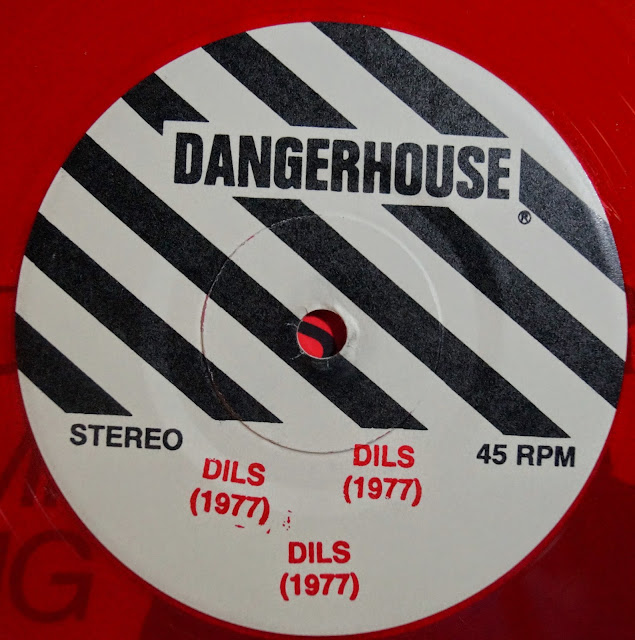 DANGERHOUSE
®
STEREO
45 RPM
DILS
(1977)
DILS
(1977)
DILS
(1977)